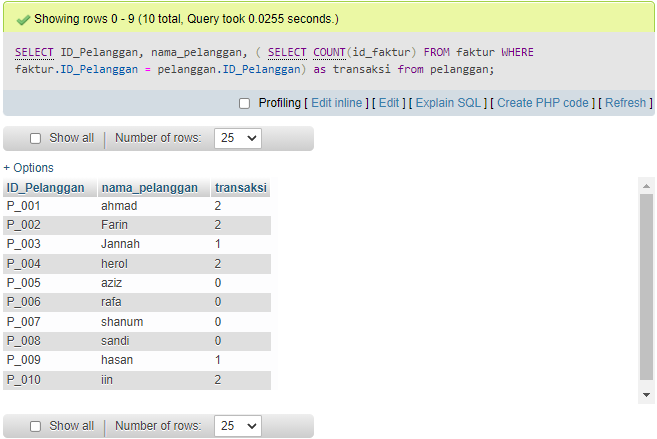 Showing rows 0 - 9 (10 total, Query took 0.0255 seconds.)
SELECT ID_Pelanggan, nama_pelanggan, ( SELECT COUNT(id_faktur) FROM faktur WHERE
faktur.ID_Pelanggan = pelanggan.ID_Pelanggan) as transaksi from pelanggan;
Profiling [ Edit inline ] [ Edit ] [ Explain SQL ] [ Create PHP code ] [ Refresh ]
Show all Number of rows: 25
+ Options
ID_Pelanggan nama_pelanggan transaksi
P_001 ahmad 2
P_002 Farin 2
P_003 Jannah 1
P_004 herol 2
P_005 aziz 0
P_006 rafa 0
P_007 shanum 0
P_008 sandi 0
P_009 hasan 1
P_010 iin 2
Show all Number of rows: 25